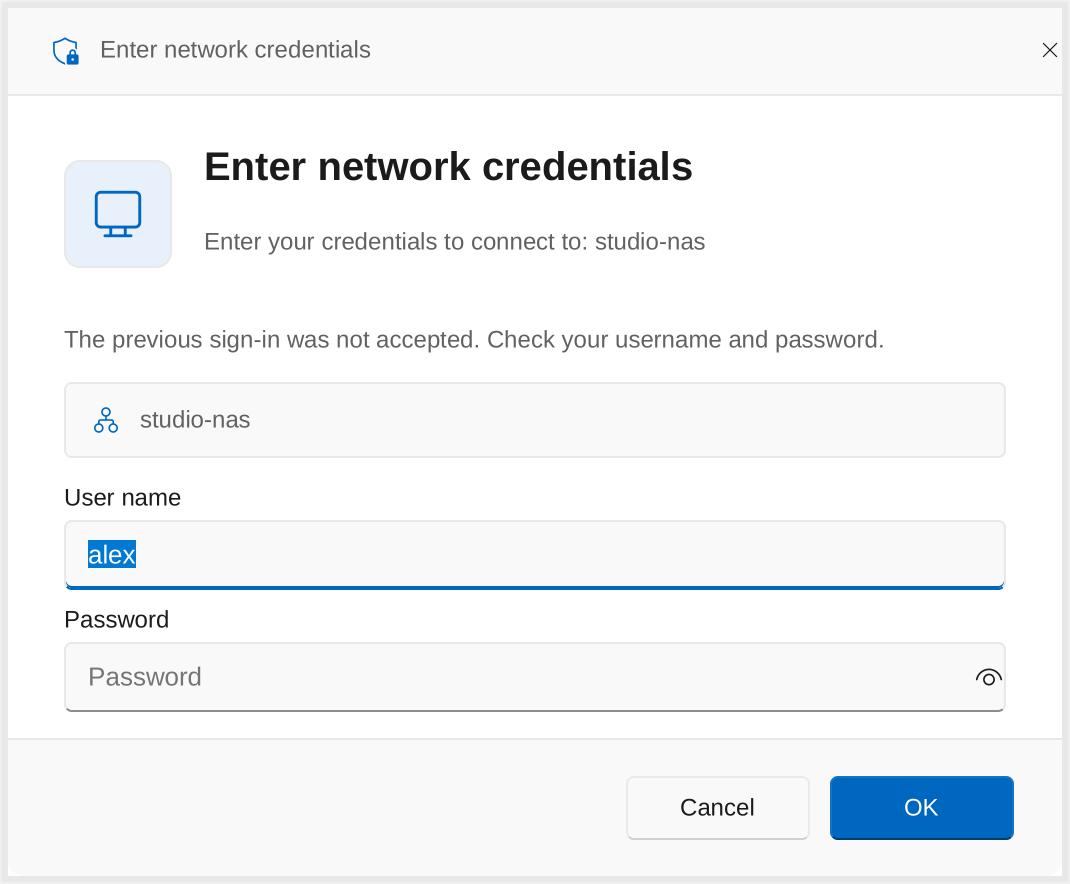 Enter network credentials
Enter network credentials
Enter your credentials to connect to: studio-nas
The previous sign-in was not accepted. Check your username and password.
studio-nas
User name
alex
Password
Password
Cancel
OK